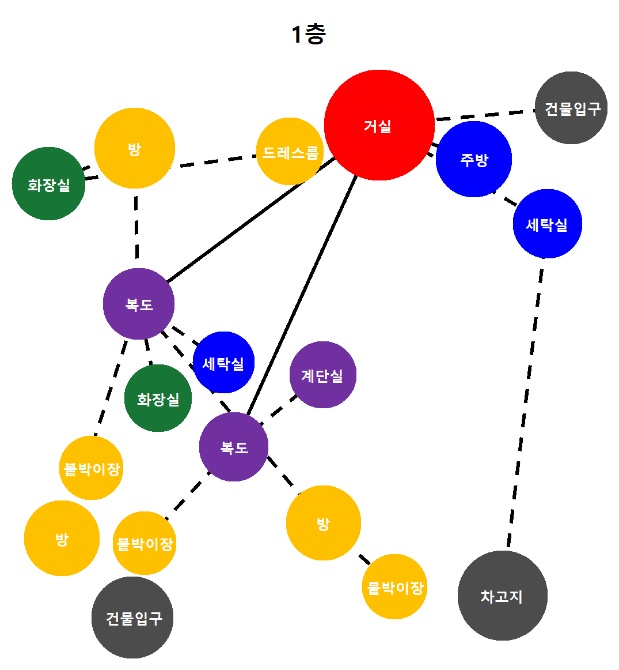 1층
거실
건물입구
방
드레스룸
주방
화장실
세탁실
복도
세탁실
계단실
화장실
복도
붙박이장
방
방
붙박이장
붙박이장
차고지
건물입구